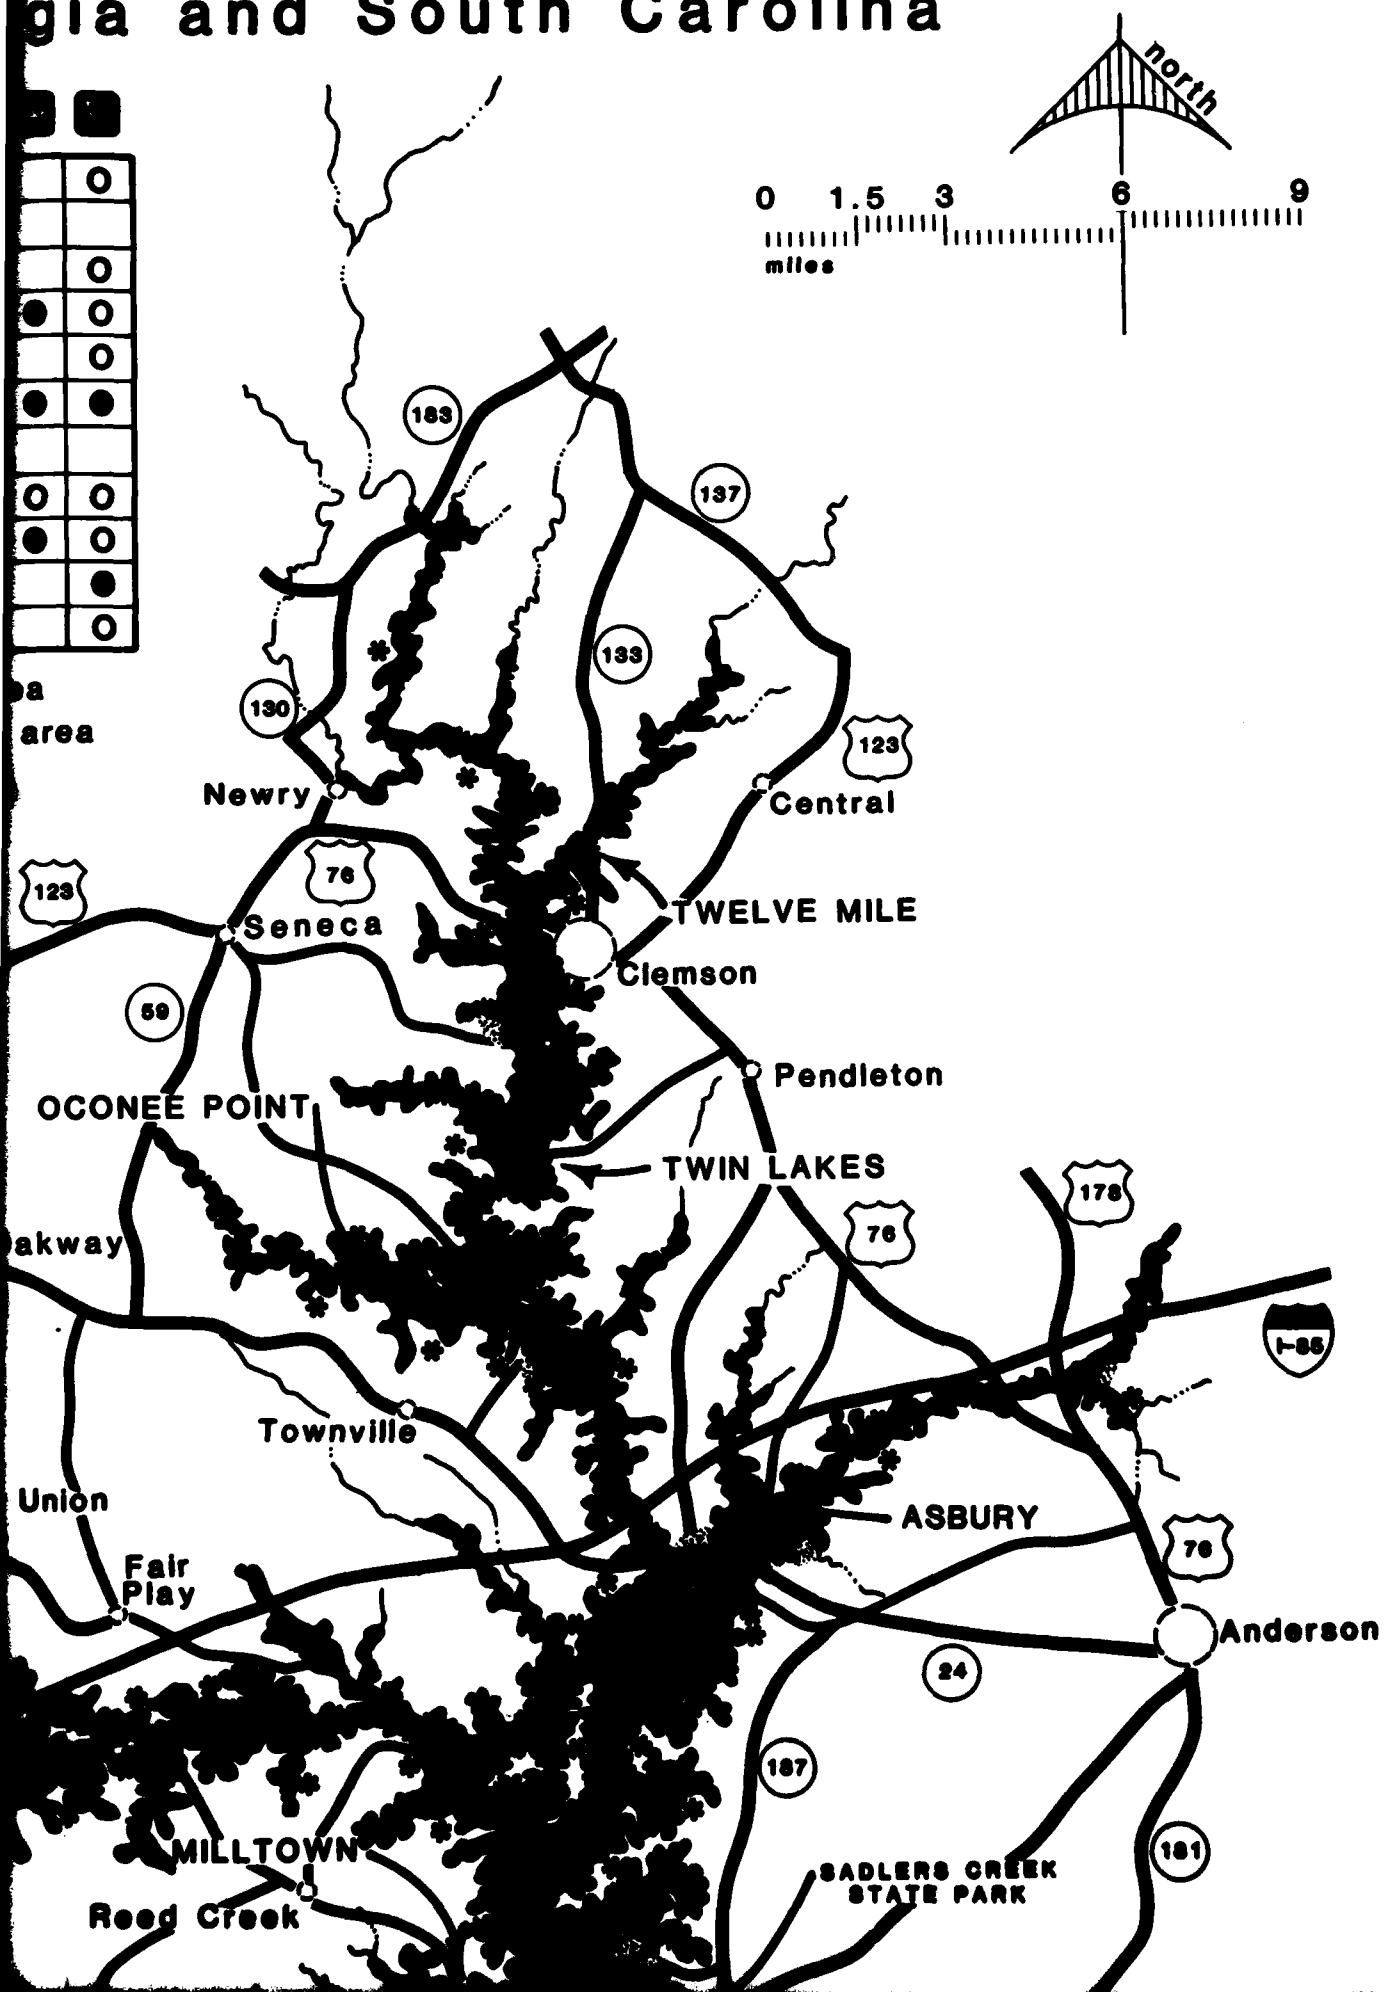 gia and South Carolina
north
0 1.5 3 6 9
miles
183
137
133
130
area
123
Newry
Central
76
123
TWELVE MILE
Seneca
Clemson
59
Pendleton
OCONEE POINT
TWIN LAKES
178
76
akway
I-85
Townville
Union
ASBURY
76
Fair
Play
Anderson
24
187
MILLTOWN
181
SADLERS CREEK
STATE PARK
Reed Creek